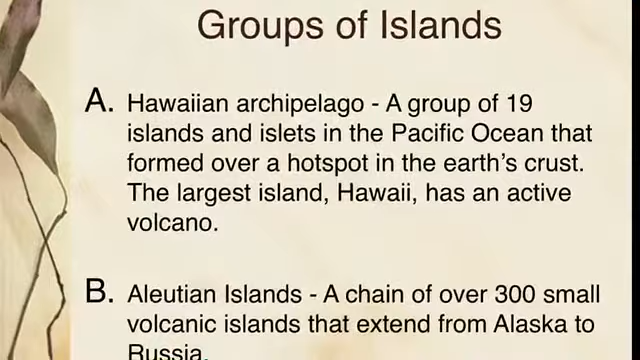 Groups of Islands
A. Hawaiian archipelago - A group of 19
islands and islets in the Pacific Ocean that
formed over a hotspot in the earth's crust.
The largest island, Hawaii, has an active
volcano.
B. Aleutian Islands - A chain of over 300 small
volcanic islands that extend from Alaska to
Russia.